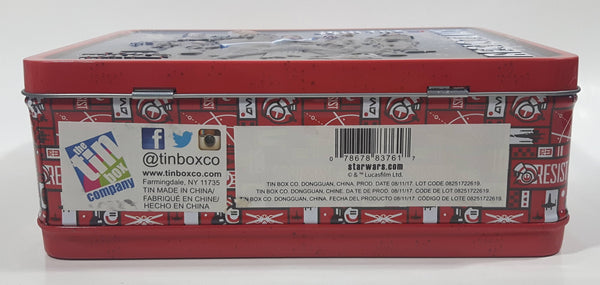 the
tin
box
company
@tinboxco
www.tinboxco.com
Farmingdale, NY 11735
TIN MADE IN CHINA/
FABRIQUÉ EN CHINE/
HECHO EN CHINA
0 78678 83761 7
starwars.com
© & ™ Lucasfilm Ltd.
TIN BOX CO. DONGGUAN, CHINA. PROD. DATE 08/11/17 LOT CODE 08251722619
TIN BOX CO. DONGGUAN, CHINE. DATE DE PROD. 08/11/17 CODE DE LOT 08251722619
TIN BOX CO. DONGGUAN, CHINA. FECHA DEL PRODUCTO 08/11/17 CÓDIGO DE LOTE 08251722619
RESIST